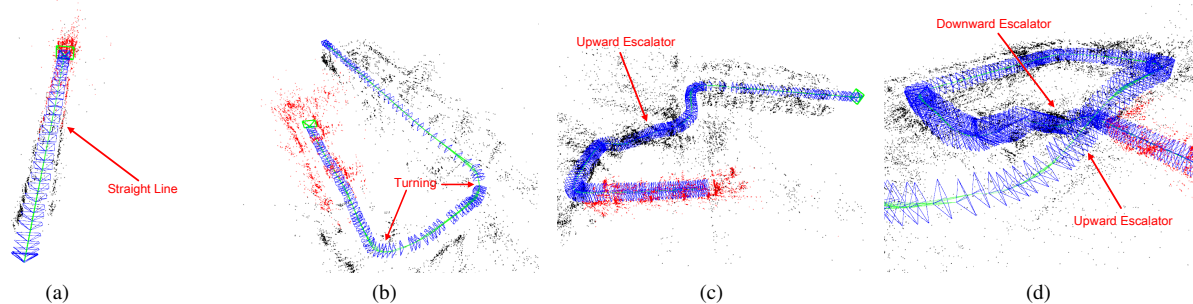 Straight Line
(a)
Turning
(b)
Upward Escalator
(c)
Downward Escalator
Upward Escalator
(d)